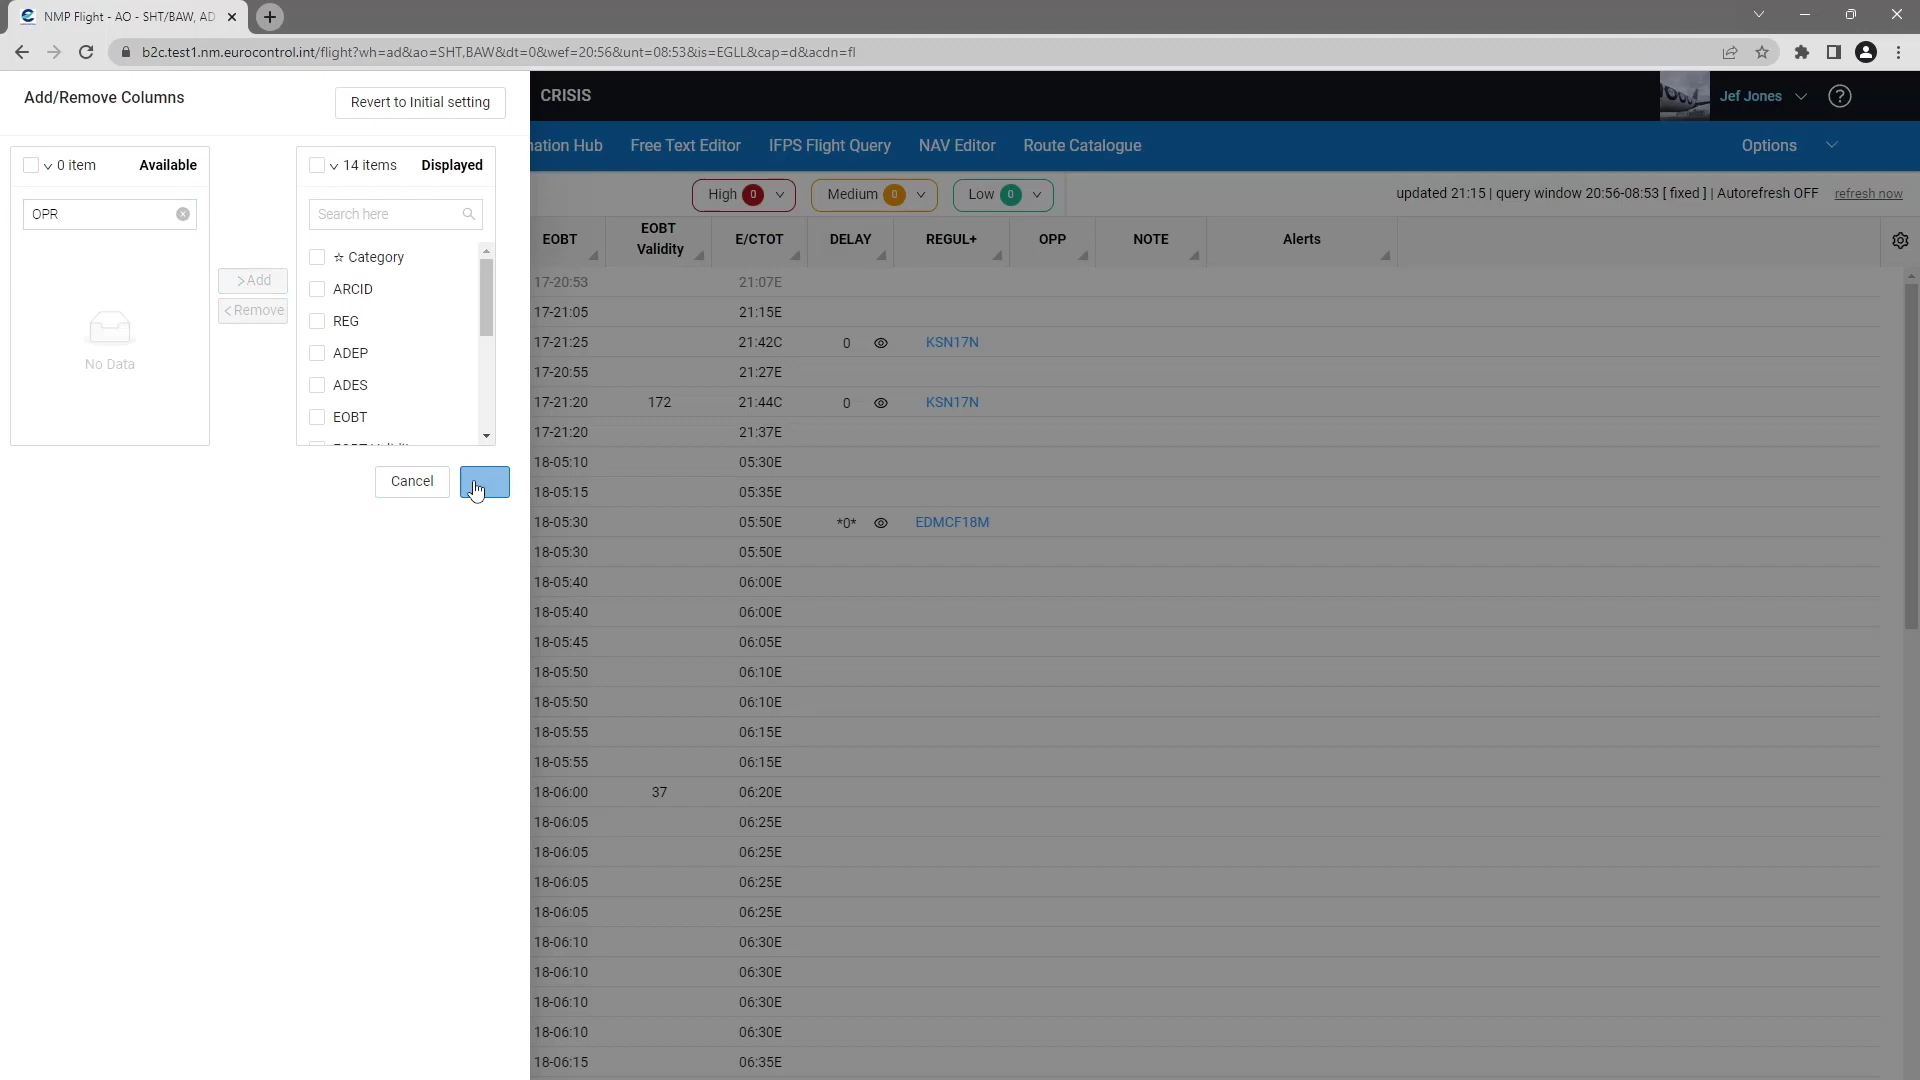 NMP Flight - AO - SHT/BAW, AD
b2c.test1.nm.eurocontrol.int/flight?wh=ad&ao=SHT,BAW&dt=0&wef=20:56&unt=08:53&is=EGLL&cap=d&acdn=fl
Add/Remove Columns
Revert to Initial setting
0 item Available
OPR
No Data
>Add
<Remove
14 items Displayed
Search here
☆ Category
ARCID
REG
ADEP
ADES
EOBT
Cancel
CRISIS
Jef Jones
?
Free Text Editor IFPS Flight Query NAV Editor Route Catalogue Options
High 0 Medium 0 Low 0
updated 21:15 | query window 20:56-08:53 [ fixed ] | Autorefresh OFF refresh now
EOBT EOBT Validity E/CTOT DELAY REGUL+ OPP NOTE Alerts
17-20:53 21:07E
17-21:05 21:15E
17-21:25 21:42C 0 KSN17N
17-20:55 21:27E
17-21:20 172 21:44C 0 KSN17N
17-21:20 21:37E
18-05:10 05:30E
18-05:15 05:35E
18-05:30 05:50E *0* EDMCF18M
18-05:30 05:50E
18-05:40 06:00E
18-05:40 06:00E
18-05:45 06:05E
18-05:50 06:10E
18-05:50 06:10E
18-05:55 06:15E
18-05:55 06:15E
18-06:00 37 06:20E
18-06:05 06:25E
18-06:05 06:25E
18-06:05 06:25E
18-06:05 06:25E
18-06:10 06:30E
18-06:10 06:30E
18-06:10 06:30E
18-06:10 06:30E
18-06:15 06:35E